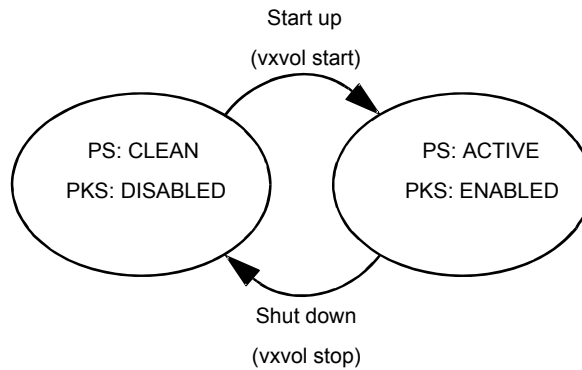 Start up
(vxvol start)
PS: CLEAN
PKS: DISABLED
PS: ACTIVE
PKS: ENABLED
Shut down
(vxvol stop)